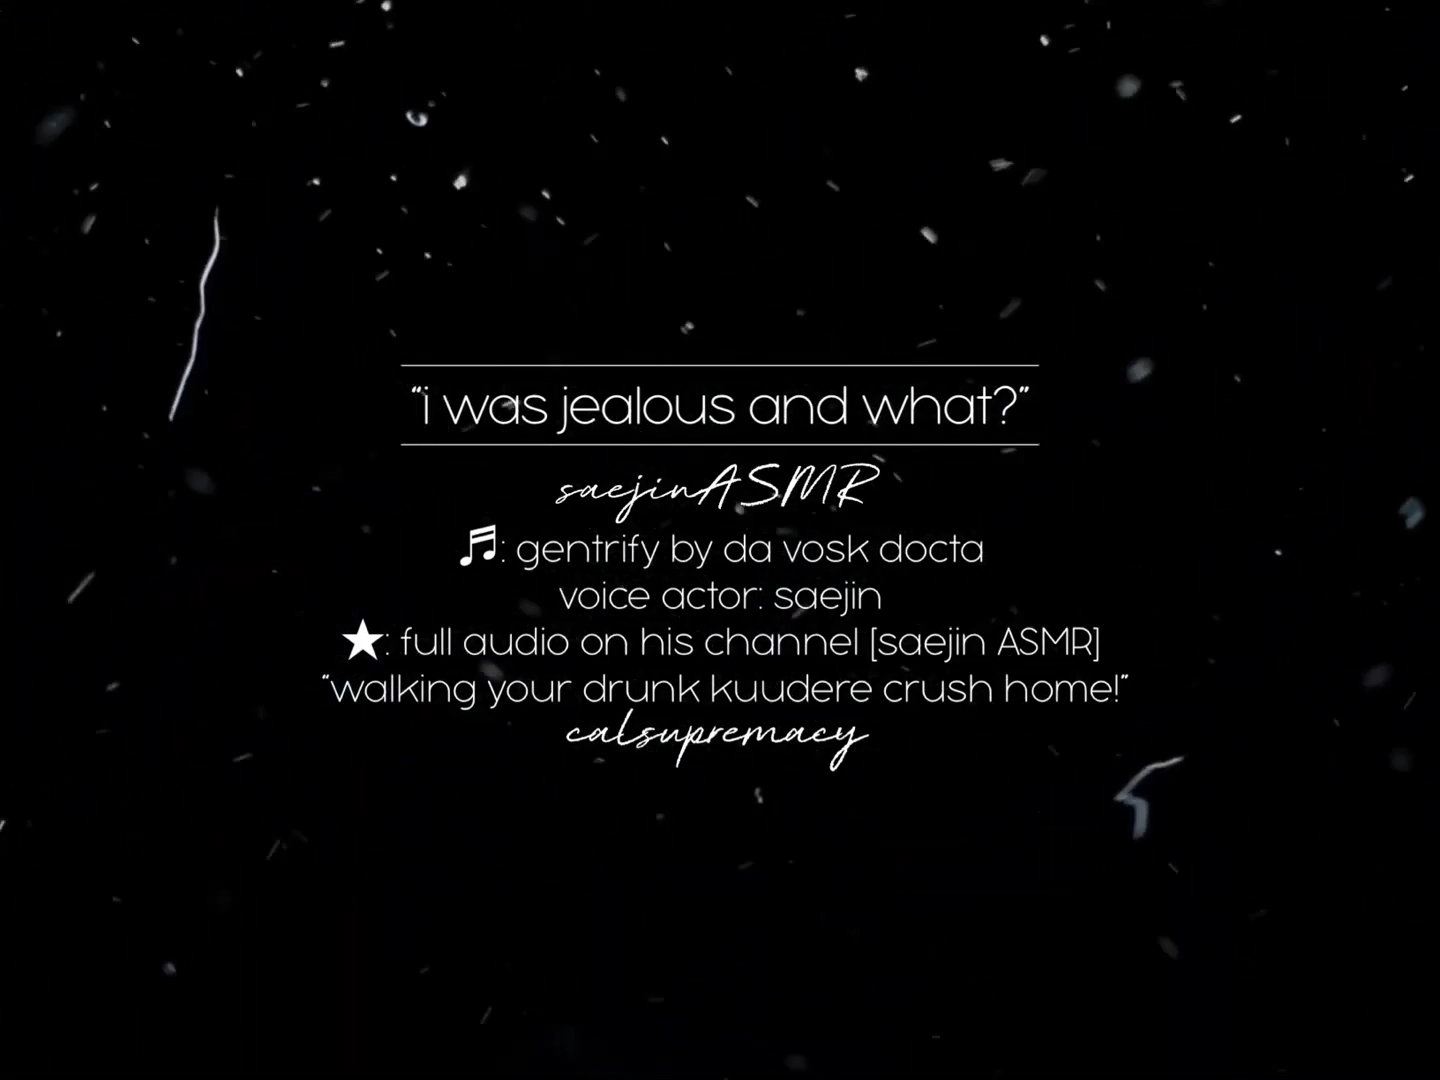 “i was jealous and what?”
saejinASMR
♬: gentrify by da vosk docta
voice actor: saejin
★: full audio on his channel [saejin ASMR]
“walking your drunk kuudere crush home!”
calsupremacy